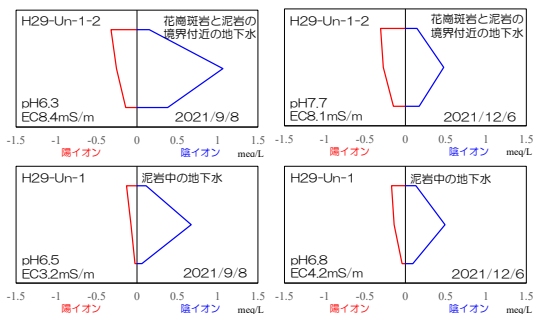 H29-Un-1-2
花崗斑岩と泥岩の
境界付近の地下水
pH6.3
EC8.4mS/m
2021/9/8
-1.5 -1 -0.5 0 0.5 1 1.5
陽イオン 陰イオン meq/L
H29-Un-1-2
花崗斑岩と泥岩の
境界付近の地下水
pH7.7
EC8.1mS/m
2021/12/6
-1.5 -1 -0.5 0 0.5 1 1.5
陽イオン 陰イオン meq/L
H29-Un-1
泥岩中の地下水
pH6.5
EC3.2mS/m
2021/9/8
-1.5 -1 -0.5 0 0.5 1 1.5
陽イオン 陰イオン meq/L
H29-Un-1
泥岩中の地下水
pH6.8
EC4.2mS/m
2021/12/6
-1.5 -1 -0.5 0 0.5 1 1.5
陽イオン 陰イオン meq/L